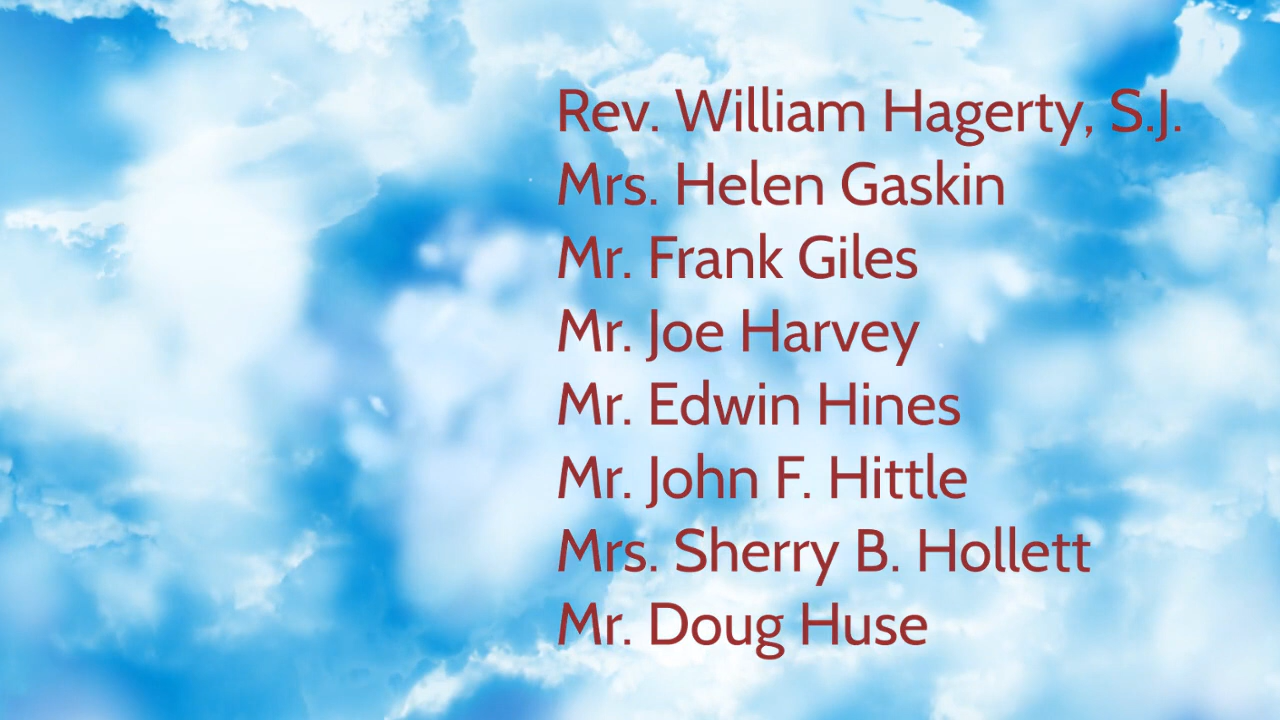 Rev. William Hagerty, S.J.
Mrs. Helen Gaskin
Mr. Frank Giles
Mr. Joe Harvey
Mr. Edwin Hines
Mr. John F. Hittle
Mrs. Sherry B. Hollett
Mr. Doug Huse